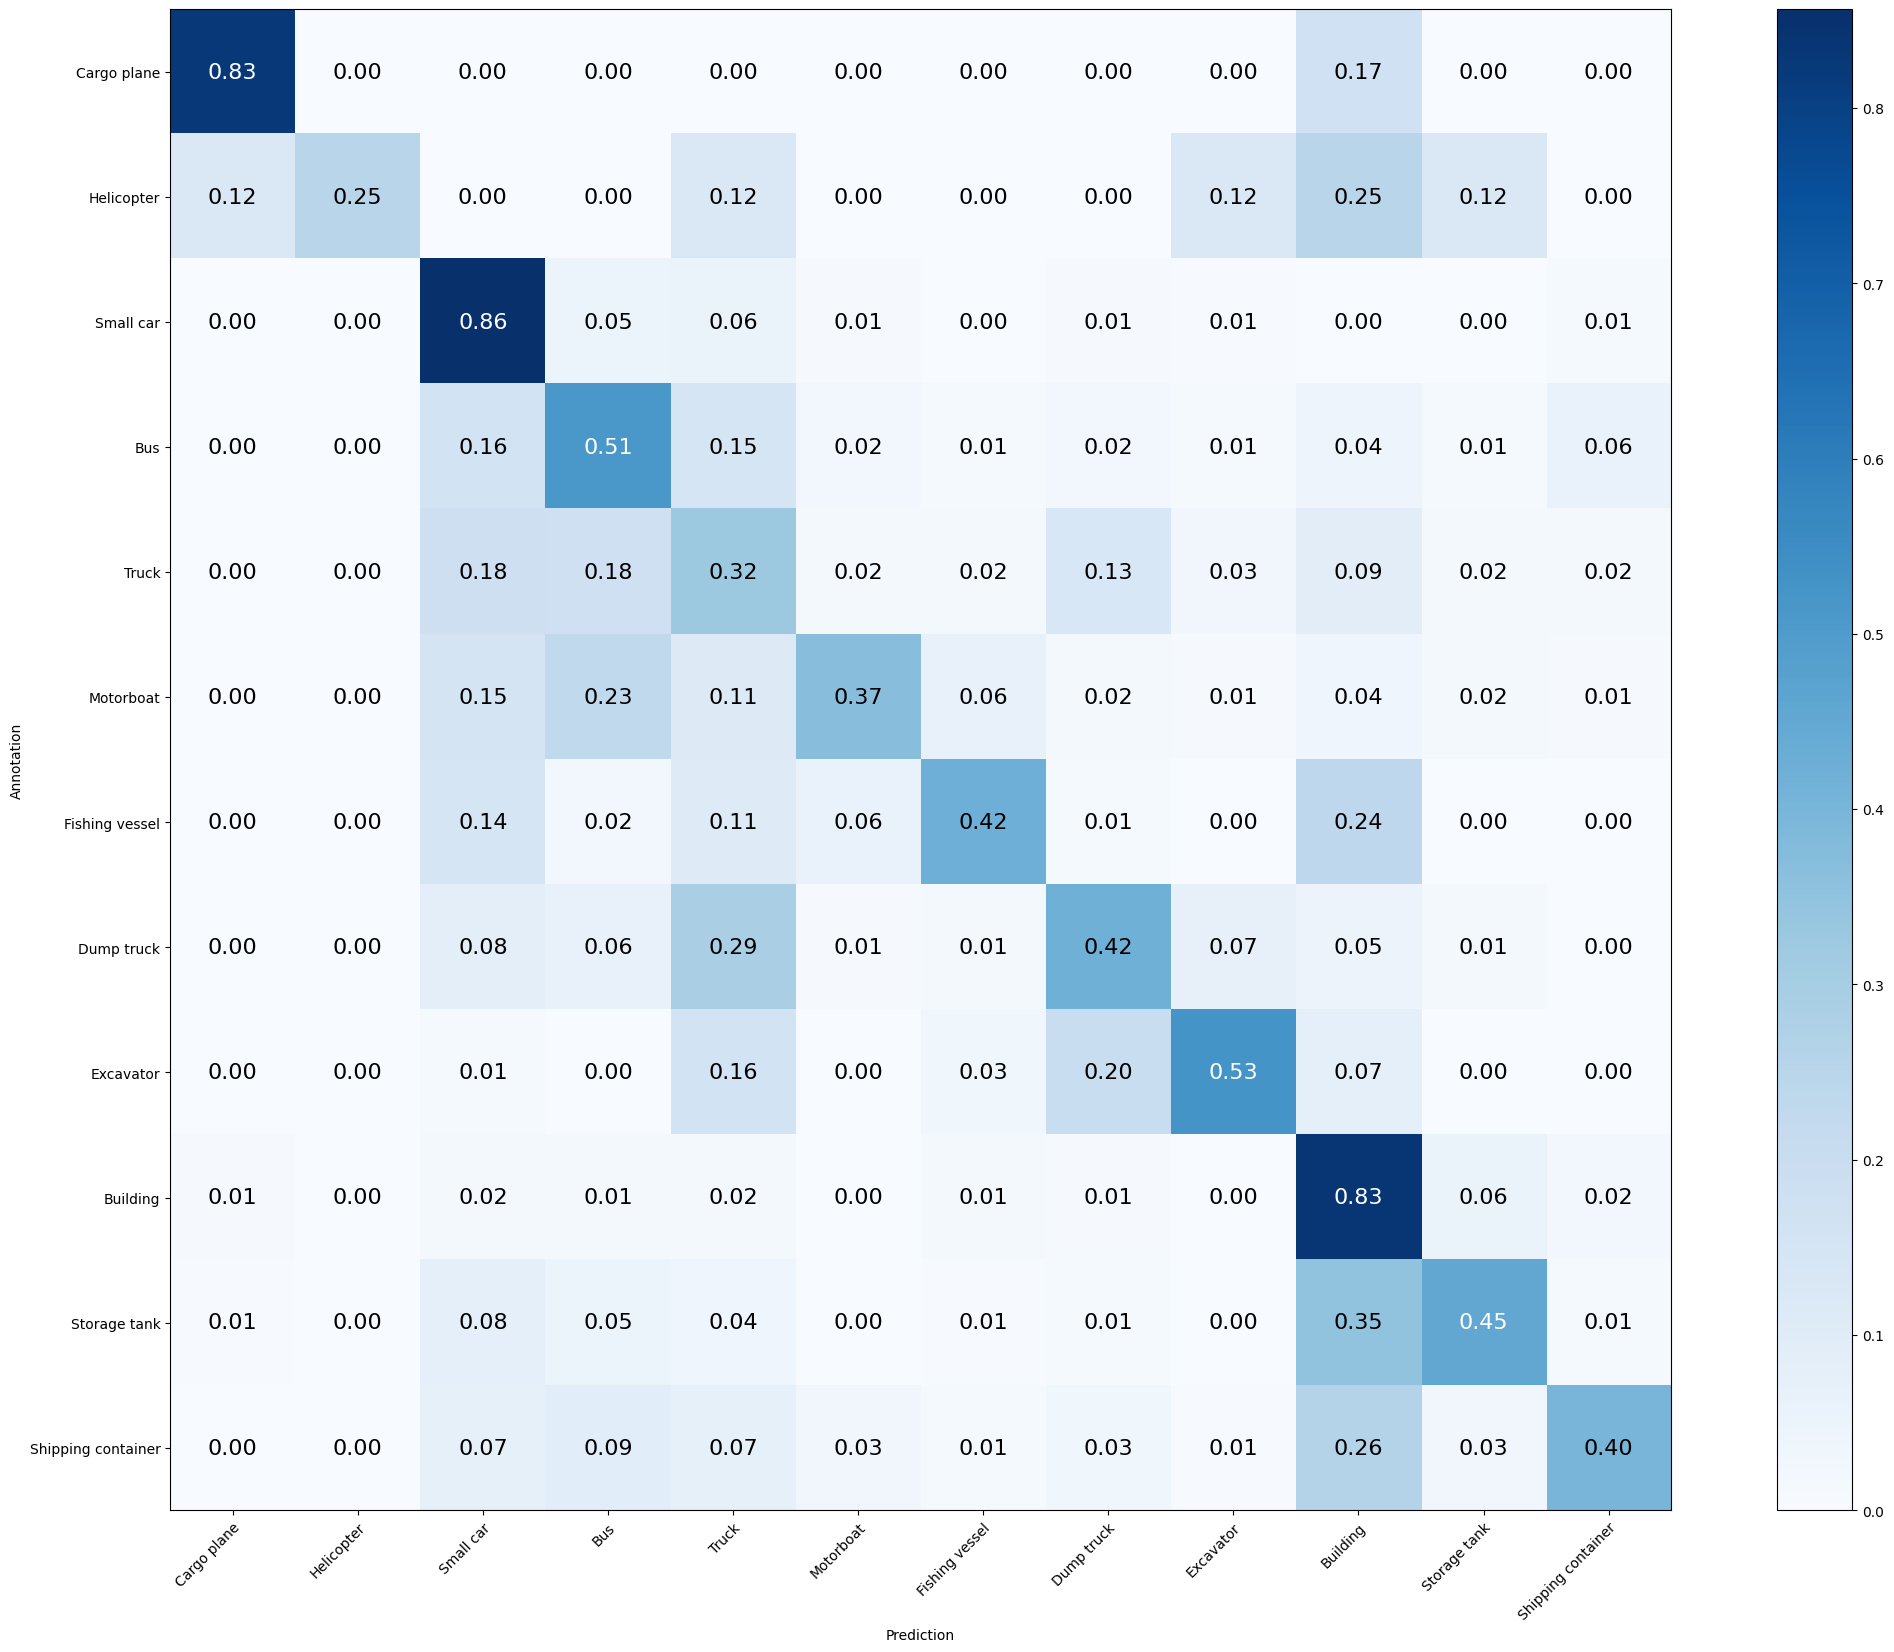 Cargo plane 0.83 0.00 0.00 0.00 0.00 0.00 0.00 0.00 0.00 0.17 0.00 0.00
0.8
Helicopter 0.12 0.25 0.00 0.00 0.12 0.00 0.00 0.00 0.12 0.25 0.12 0.00
0.7
Small car 0.00 0.00 0.86 0.05 0.06 0.01 0.00 0.01 0.01 0.00 0.00 0.01
Bus 0.00 0.00 0.16 0.51 0.15 0.02 0.01 0.02 0.01 0.04 0.01 0.06
0.6
Truck 0.00 0.00 0.18 0.18 0.32 0.02 0.02 0.13 0.03 0.09 0.02 0.02
0.5
Motorboat 0.00 0.00 0.15 0.23 0.11 0.37 0.06 0.02 0.01 0.04 0.02 0.01
Annotation
0.4
Fishing vessel 0.00 0.00 0.14 0.02 0.11 0.06 0.42 0.01 0.00 0.24 0.00 0.00
Dump truck 0.00 0.00 0.08 0.06 0.29 0.01 0.01 0.42 0.07 0.05 0.01 0.00
0.3
Excavator 0.00 0.00 0.01 0.00 0.16 0.00 0.03 0.20 0.53 0.07 0.00 0.00
0.2
Building 0.01 0.00 0.02 0.01 0.02 0.00 0.01 0.01 0.00 0.83 0.06 0.02
Storage tank 0.01 0.00 0.08 0.05 0.04 0.00 0.01 0.01 0.00 0.35 0.45 0.01
0.1
Shipping container 0.00 0.00 0.07 0.09 0.07 0.03 0.01 0.03 0.01 0.26 0.03 0.40
0.0
Cargo plane Helicopter Small car Bus Truck Motorboat Fishing vessel Dump truck Excavator Building Storage tank Shipping container
Prediction